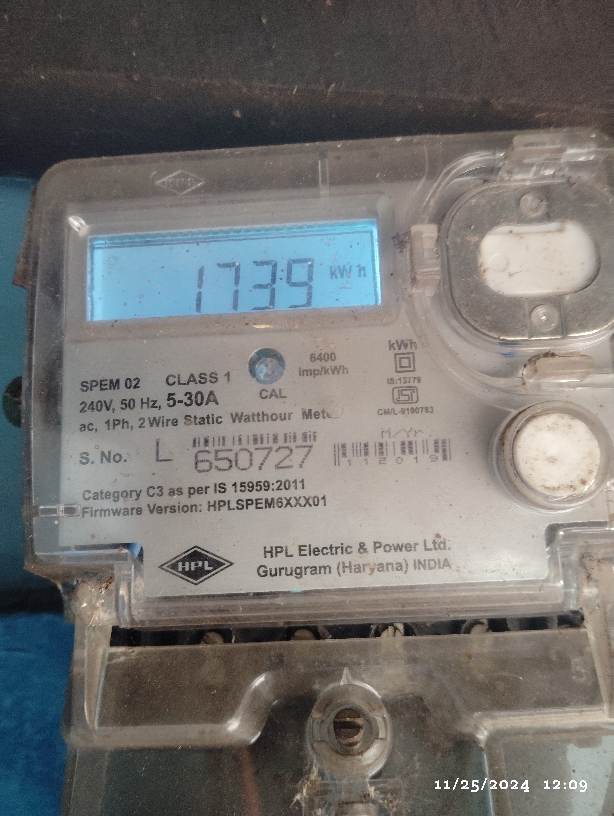 1739 kWh
6400
imp/kWh
kWh
SPEM 02 CLASS 1
CAL
IS:13779
240V, 50 Hz, 5-30A
CM/L-9190783
ac, 1Ph, 2 Wire Static Watthour
M/Yr.
S. No. L 650727 112019
Category C3 as per IS 15959:2011
Firmware Version: HPLSPEM6XXX01
HPL
HPL Electric & Power Ltd.
Gurugram (Haryana) INDIA
11/25/2024 12:09